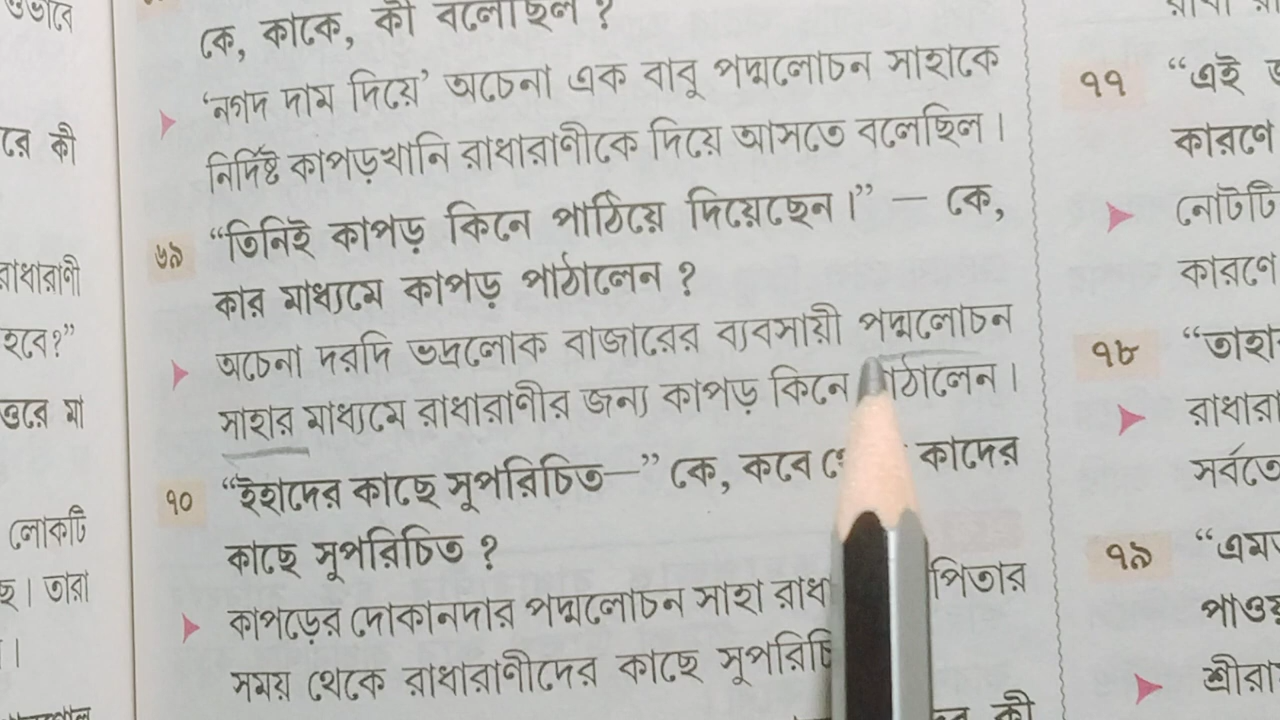 রে কী
রাধারাণী
হবে?”
ত্তরে মা
লোকটি
ছে। তারা
কে, কাকে, কী বলেছিল ?
‘নগদ দাম দিয়ে’ অচেনা এক বাবু পদ্মলোচন সাহাকে
নির্দিষ্ট কাপড়খানি রাধারাণীকে দিয়ে আসতে বলেছিল।
৬৯ “তিনিই কাপড় কিনে পাঠিয়ে দিয়েছেন।” — কে,
কার মাধ্যমে কাপড় পাঠালেন ?
অচেনা দরদি ভদ্রলোক বাজারের ব্যবসায়ী পদ্মলোচন
সাহার মাধ্যমে রাধারাণীর জন্য কাপড় কিনে পাঠালেন।
৭০ “ইহাদের কাছে সুপরিচিত—” কে, কবে কাদের
কাছে সুপরিচিত ?
কাপড়ের দোকানদার পদ্মলোচন সাহা রাধা পিতার
সময় থেকে রাধারাণীদের কাছে সুপরিচি
কী
৭৭ “এই
কারণে
নোটটি
কারণে
৭৮ “তাহা
রাধারা
সর্বতো
৭৯ “এমন
পাওয়
শ্রীরা